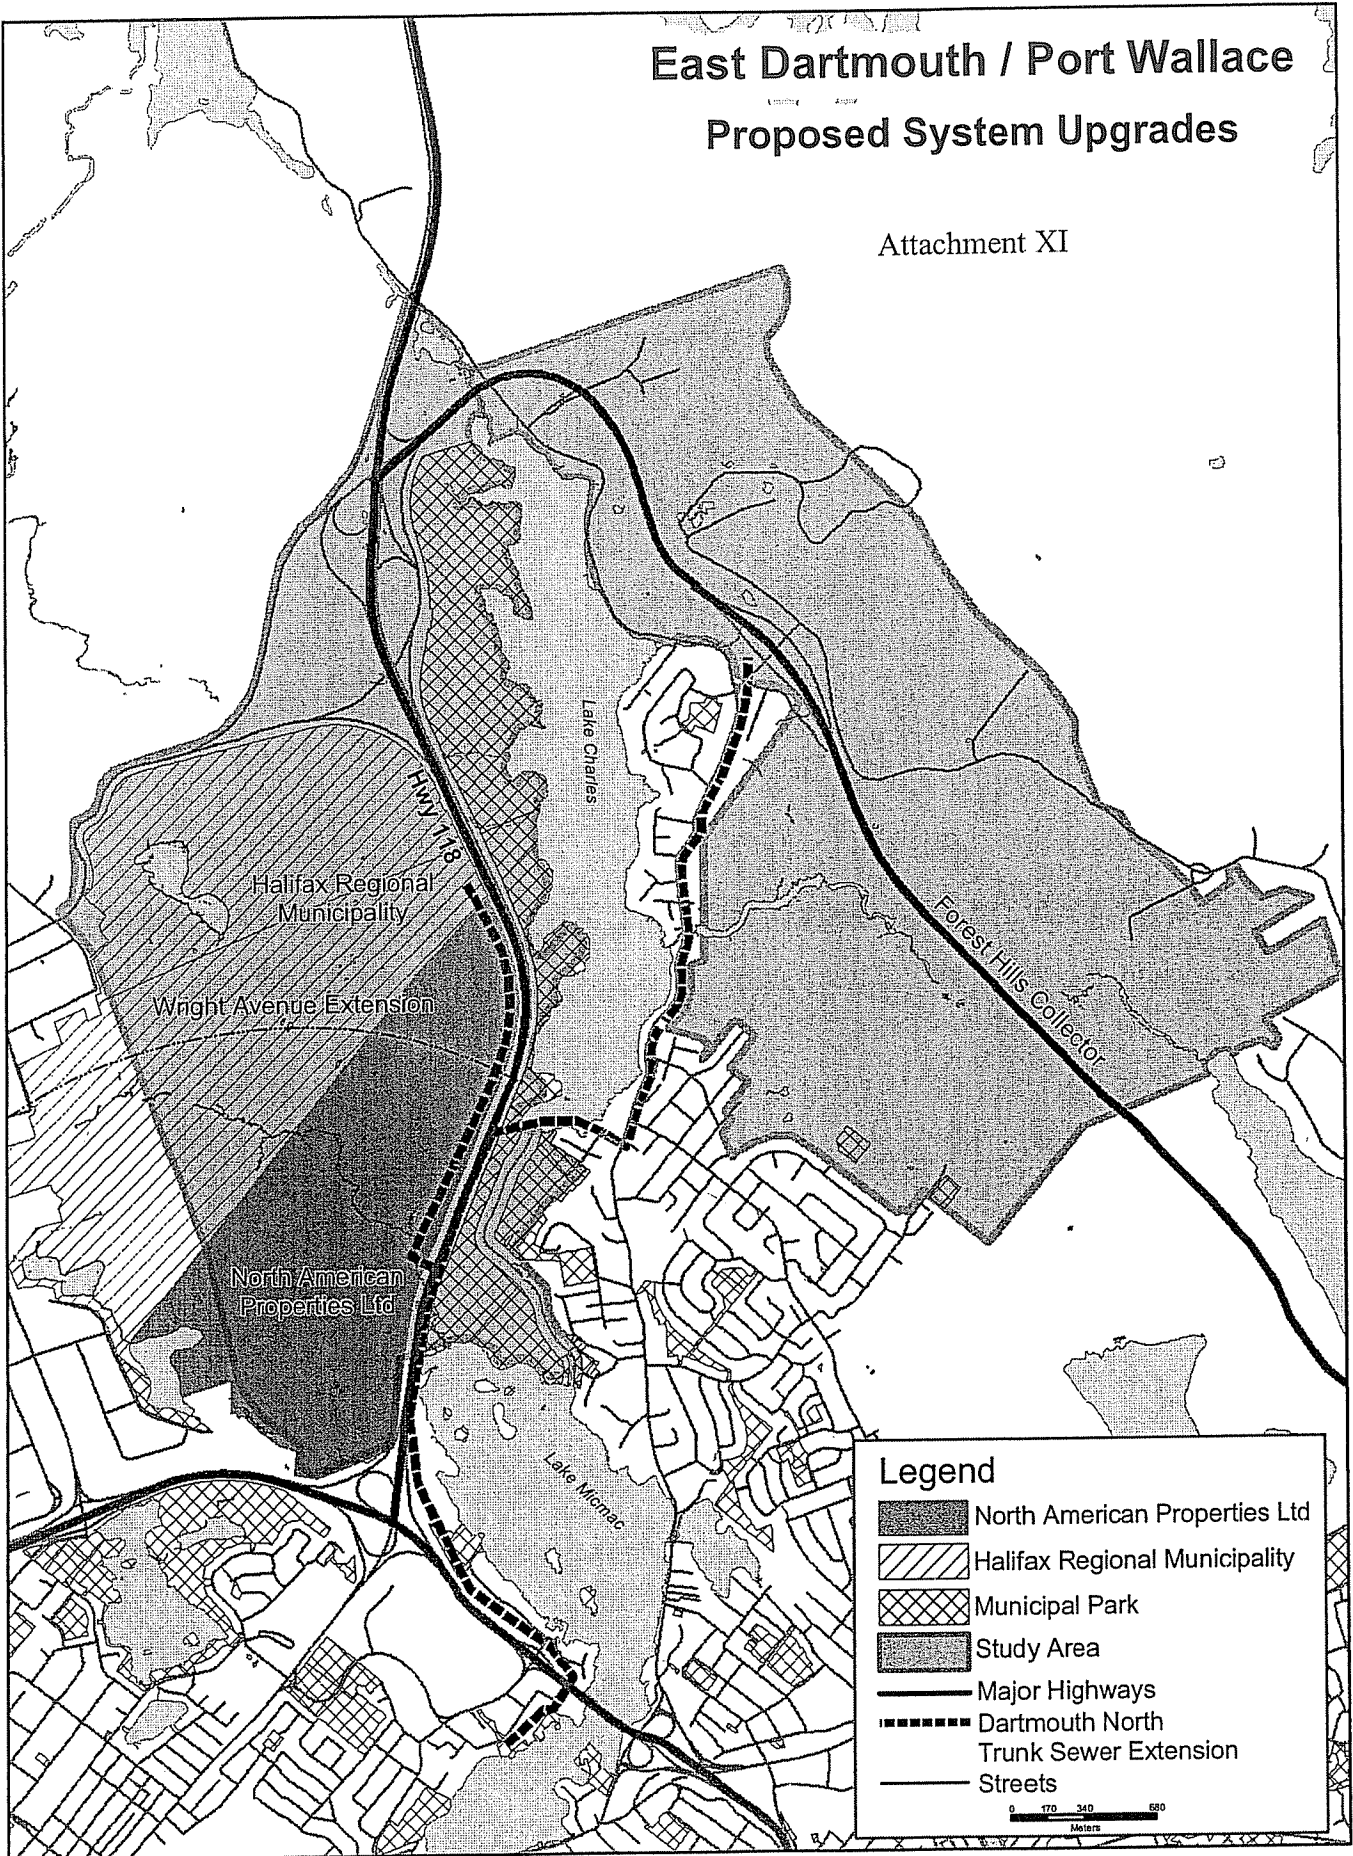 East Dartmouth / Port Wallace
Proposed System Upgrades
Attachment XI
Lake Charles
Hwy 118
Halifax Regional
Municipality
Forest Hills Collector
Wright Avenue Extension
North American
Properties Ltd
Lake Micmac
Legend
North American Properties Ltd
Halifax Regional Municipality
Municipal Park
Study Area
Major Highways
Dartmouth North
Trunk Sewer Extension
Streets
0 170 340 680
Meters